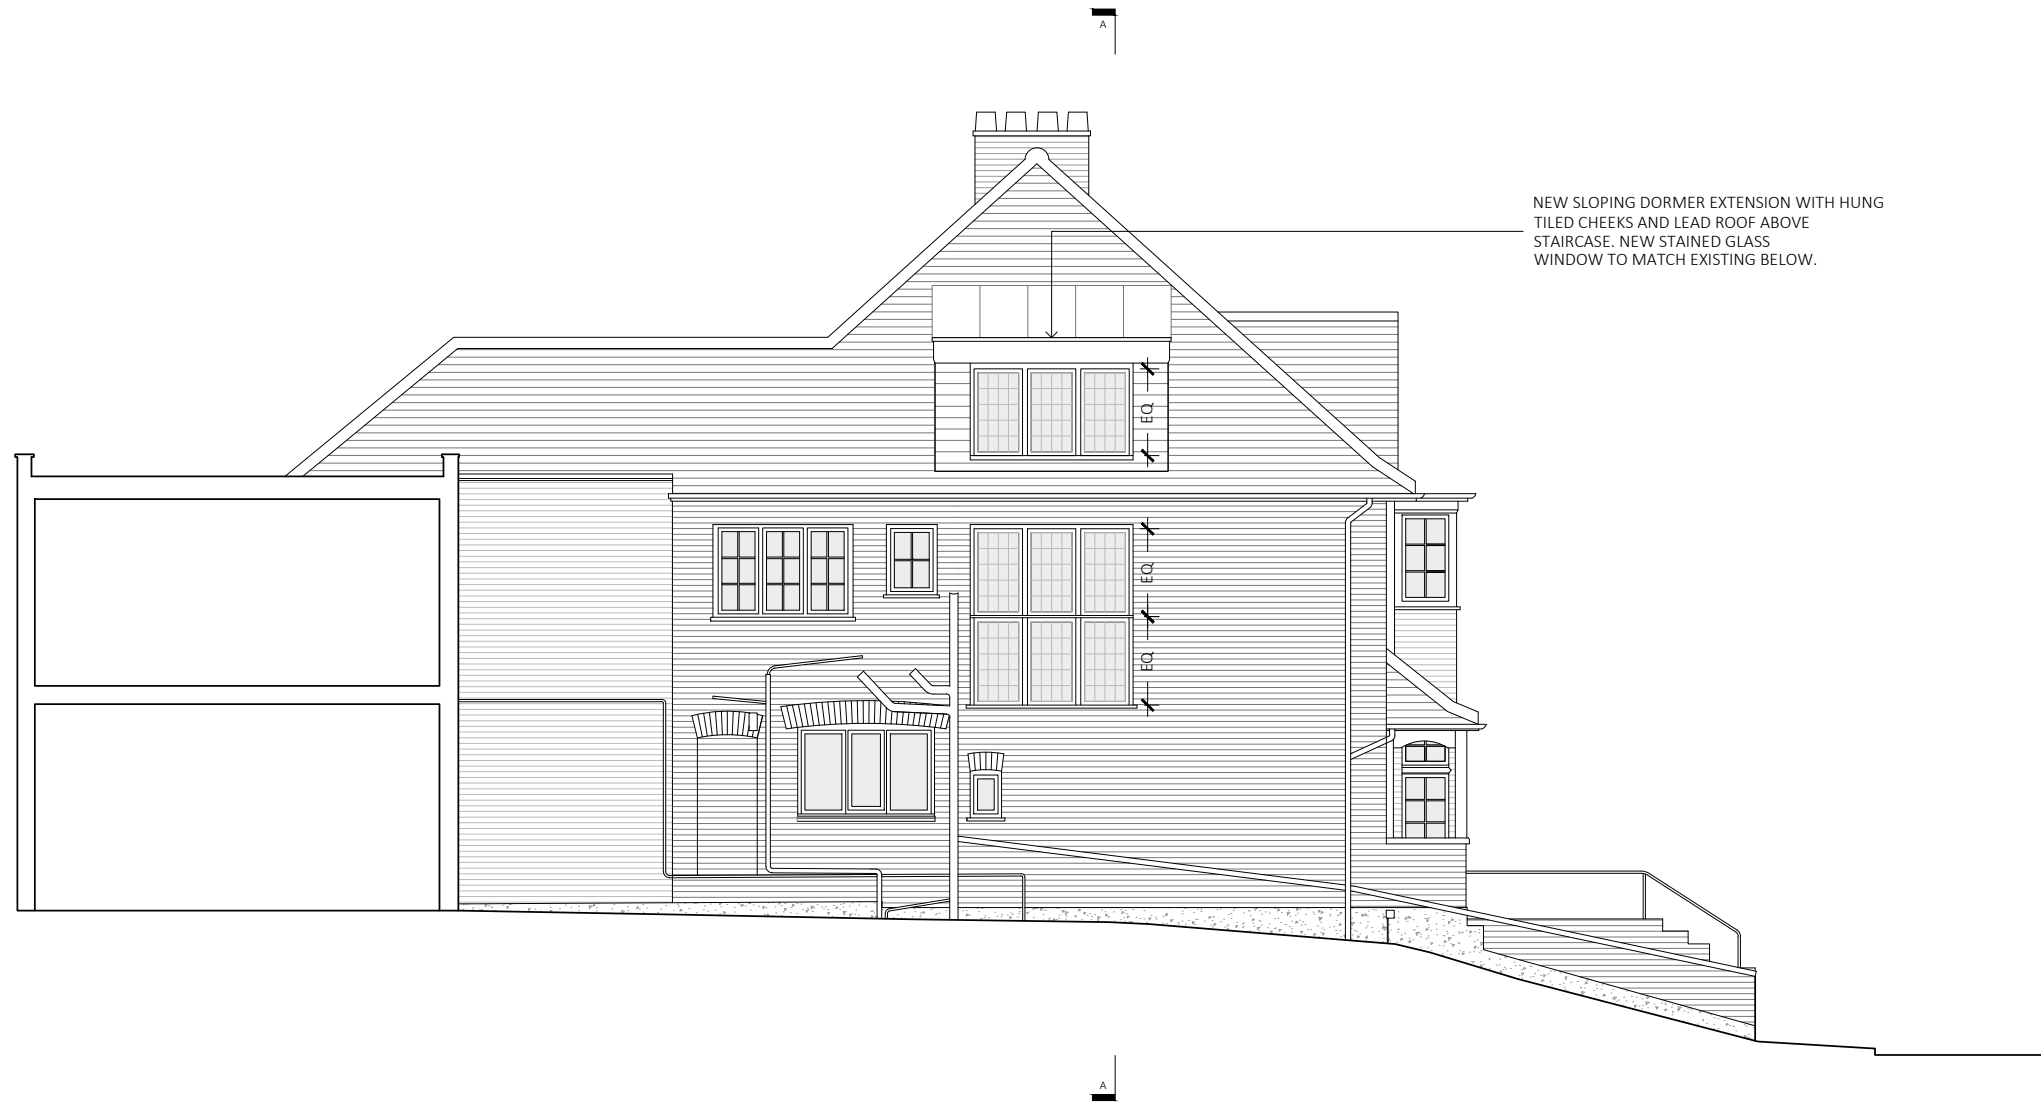 A
NEW SLOPING DORMER EXTENSION WITH HUNG
TILED CHEEKS AND LEAD ROOF ABOVE
STAIRCASE. NEW STAINED GLASS
WINDOW TO MATCH EXISTING BELOW.
EQ
EQ
EQ
A